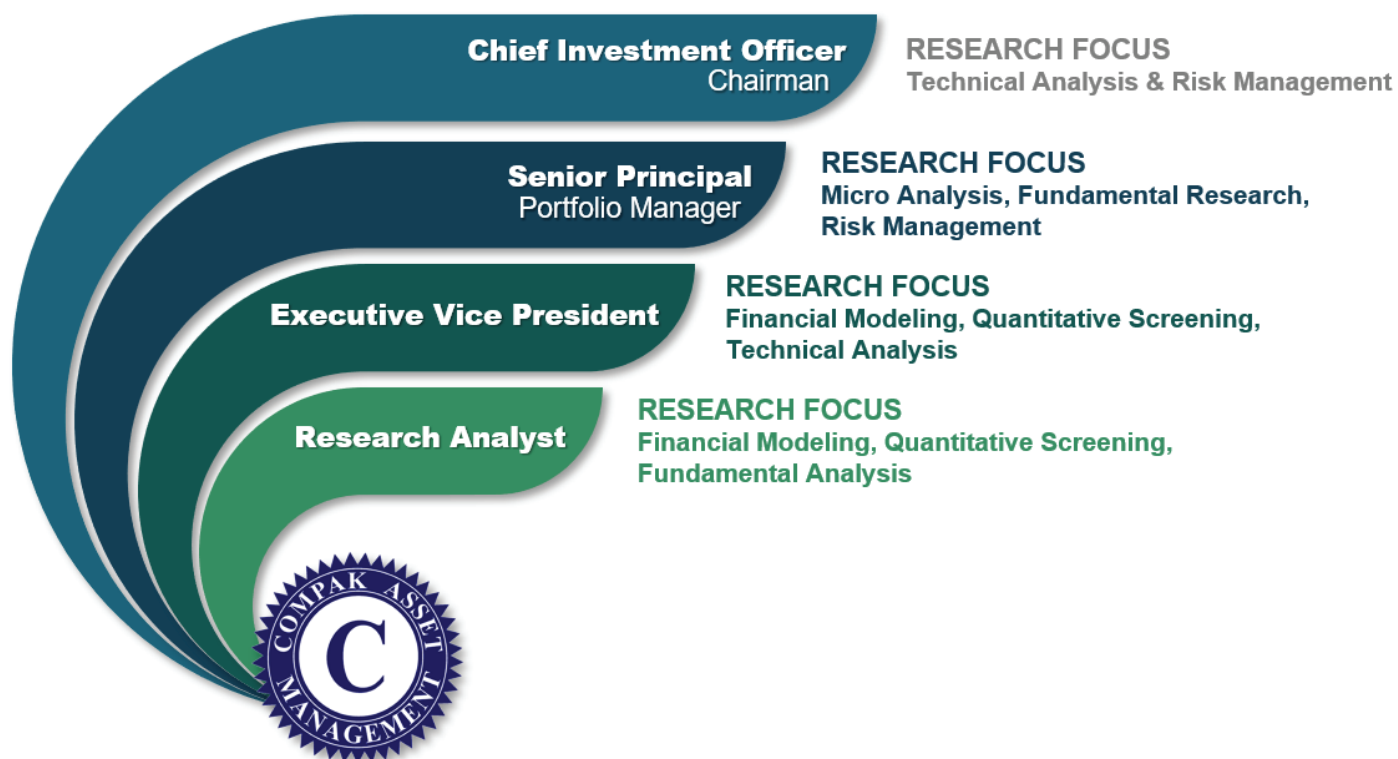 Chief Investment Officer
Chairman
RESEARCH FOCUS
Technical Analysis & Risk Management
Senior Principal
Portfolio Manager
RESEARCH FOCUS
Micro Analysis, Fundamental Research,
Risk Management
Executive Vice President
RESEARCH FOCUS
Financial Modeling, Quantitative Screening,
Technical Analysis
Research Analyst
RESEARCH FOCUS
Financial Modeling, Quantitative Screening,
Fundamental Analysis
COMPAK ASSET
C
MANAGEMENT